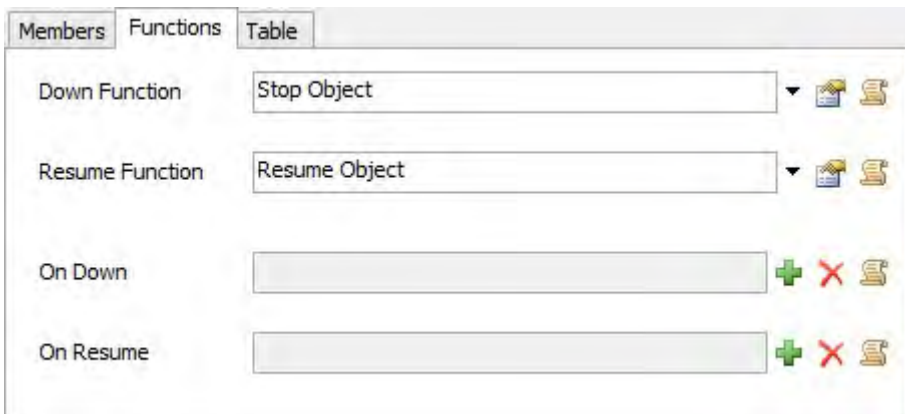 Members Functions Table
Down Function Stop Object
Resume Function Resume Object
On Down
On Resume